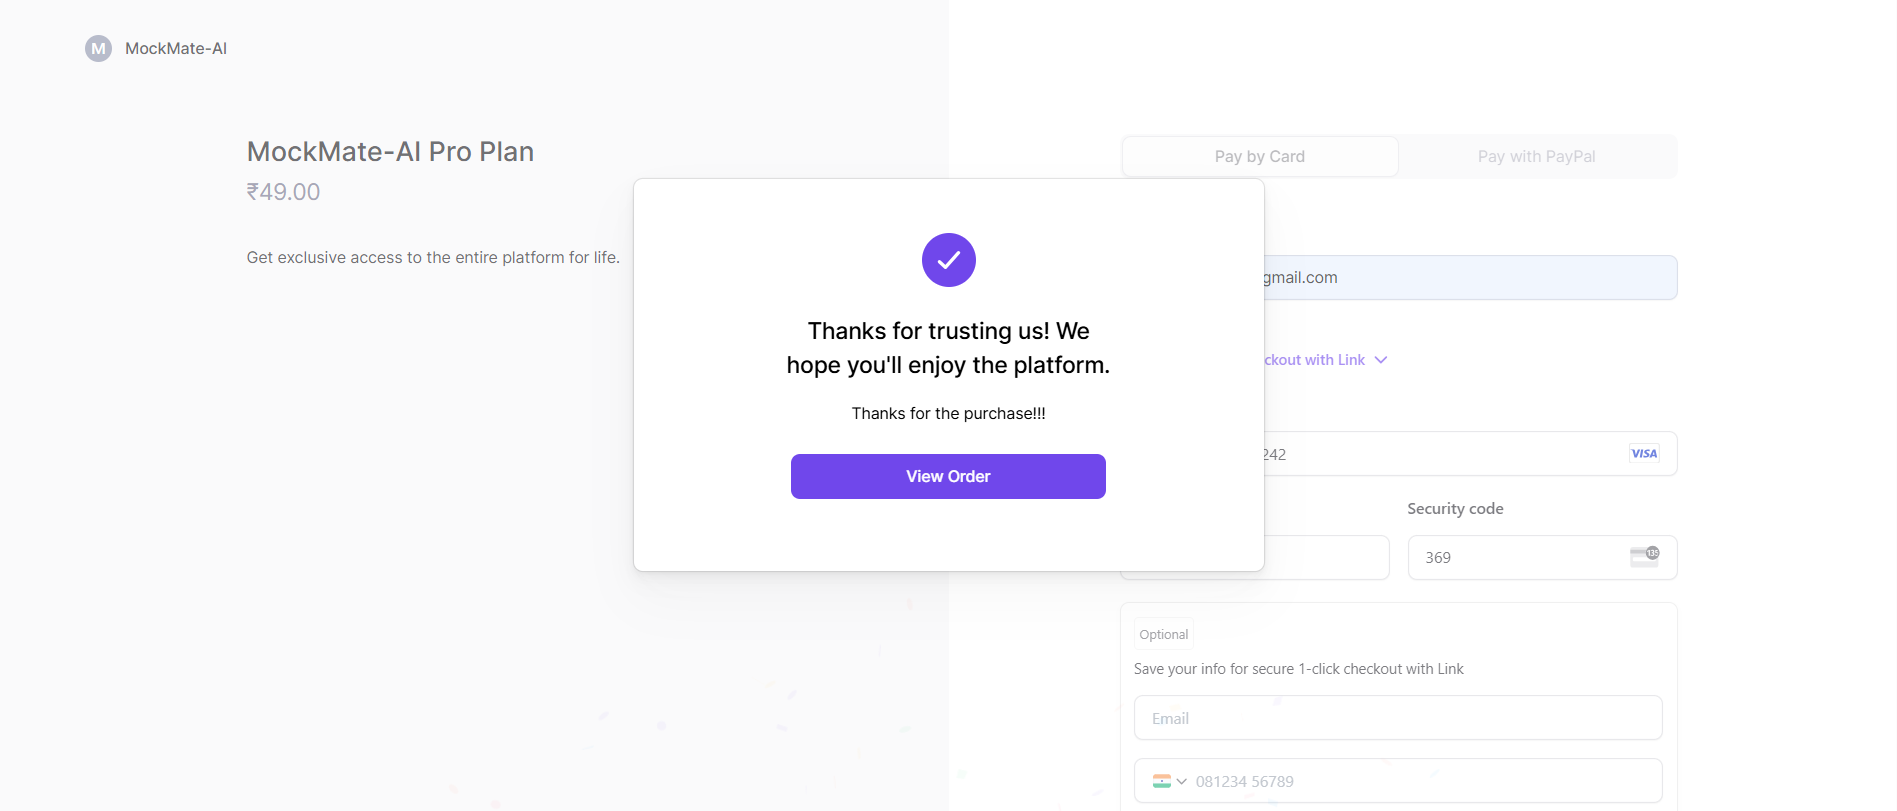 M MockMate-AI
MockMate-AI Pro Plan
₹49.00
Get exclusive access to the entire platform for life.
Thanks for trusting us! We
hope you'll enjoy the platform.
Thanks for the purchase!!!
View Order
Pay by Card
Pay with PayPal
gmail.com
ckout with Link
242
VISA
Security code
369
135
Optional
Save your info for secure 1-click checkout with Link
Email
081234 56789